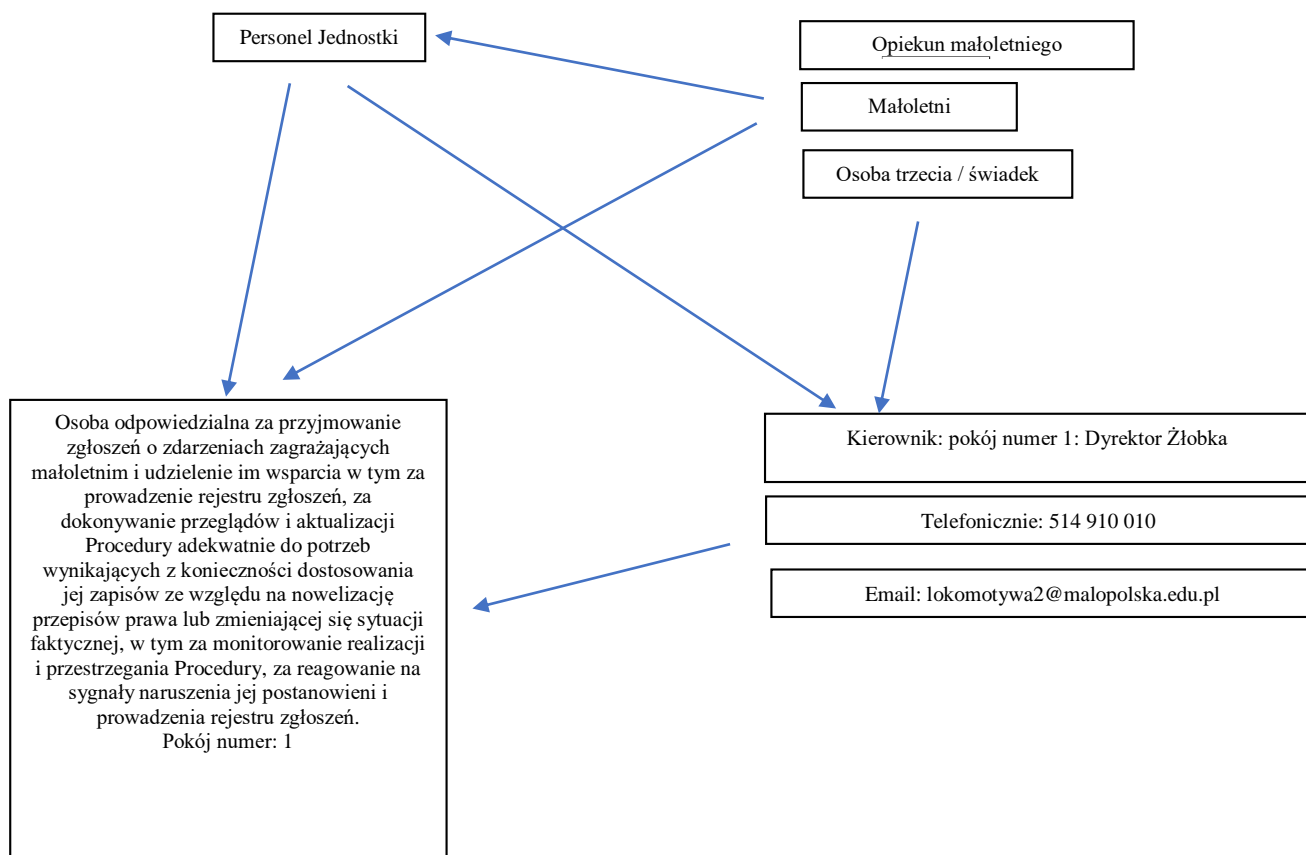 Personel Jednostki
Opiekun małoletniego
Małoletni
Osoba trzecia / świadek
Osoba odpowiedzialna za przyjmowanie
zgłoszeń o zdarzeniach zagrażających
małoletnim i udzielenie im wsparcia w tym za
prowadzenie rejestru zgłoszeń, za
dokonywanie przeglądów i aktualizacji
Procedury adekwatnie do potrzeb
wynikających z konieczności dostosowania
jej zapisów ze względu na nowelizację
przepisów prawa lub zmieniającej się sytuacji
faktycznej, w tym za monitorowanie realizacji
i przestrzegania Procedury, za reagowanie na
sygnały naruszenia jej postanowieni i
prowadzenia rejestru zgłoszeń.
Pokój numer: 1
Kierownik: pokój numer 1: Dyrektor Żłobka
Telefonicznie: 514 910 010
Email: lokomotywa2@malopolska.edu.pl